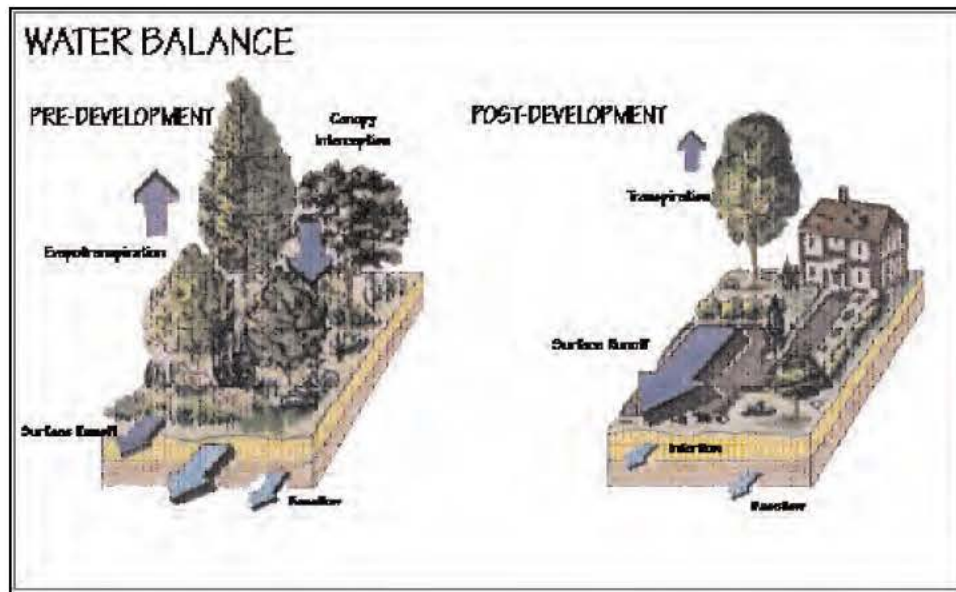 WATER BALANCE
PRE-DEVELOPMENT
Canopy
Interception
Evapotranspiration
Surface Runoff
Baseflow
POST-DEVELOPMENT
Transpiration
Surface Runoff
Interflow
Baseflow